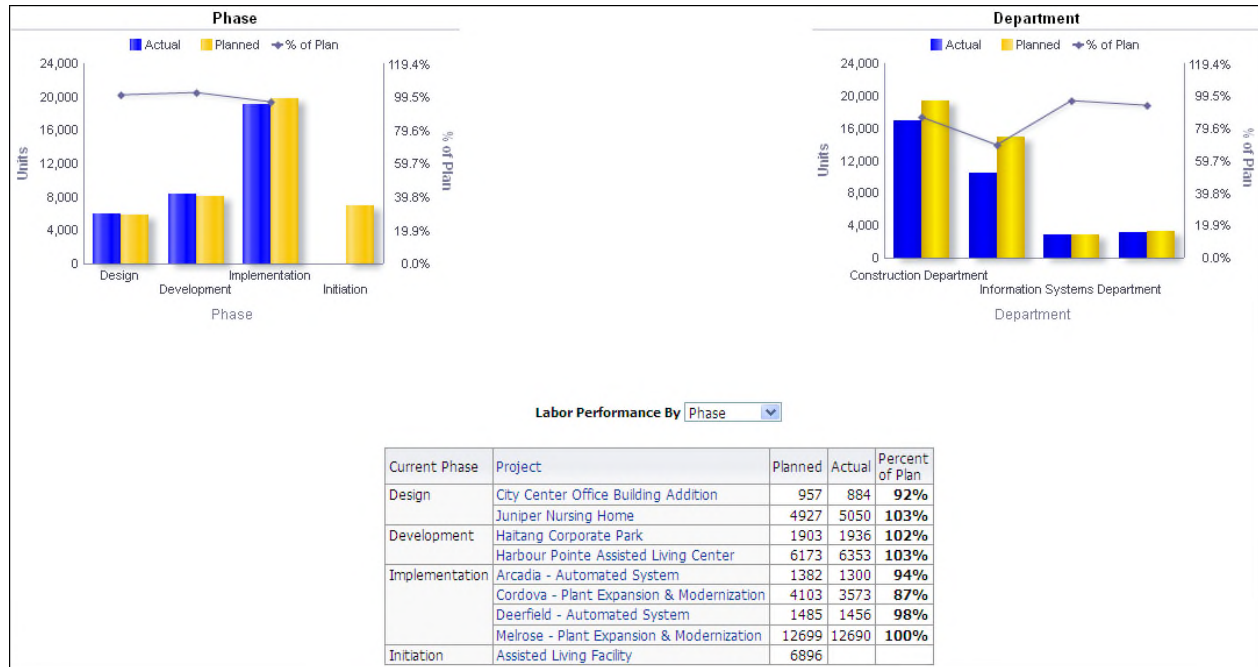 Phase
Actual Planned % of Plan
24,000 119.4%
20,000 99.5%
16,000 79.6%
12,000 59.7%
8,000 39.8%
4,000 19.9%
0 0.0%
Units
% of Plan
Design Implementation
Development Initiation
Phase
Department
Actual Planned % of Plan
24,000 119.4%
20,000 99.5%
16,000 79.6%
12,000 59.7%
8,000 39.8%
4,000 19.9%
0 0.0%
Units
% of Plan
Construction Department
Information Systems Department
Department
Labor Performance By Phase
Current Phase Project Planned Actual Percent of Plan
Design City Center Office Building Addition 957 884 92%
Juniper Nursing Home 4927 5050 103%
Development Haitang Corporate Park 1903 1936 102%
Harbour Pointe Assisted Living Center 6173 6353 103%
Implementation Arcadia - Automated System 1382 1300 94%
Cordova - Plant Expansion & Modernization 4103 3573 87%
Deerfield - Automated System 1485 1456 98%
Melrose - Plant Expansion & Modernization 12699 12690 100%
Initiation Assisted Living Facility 6896